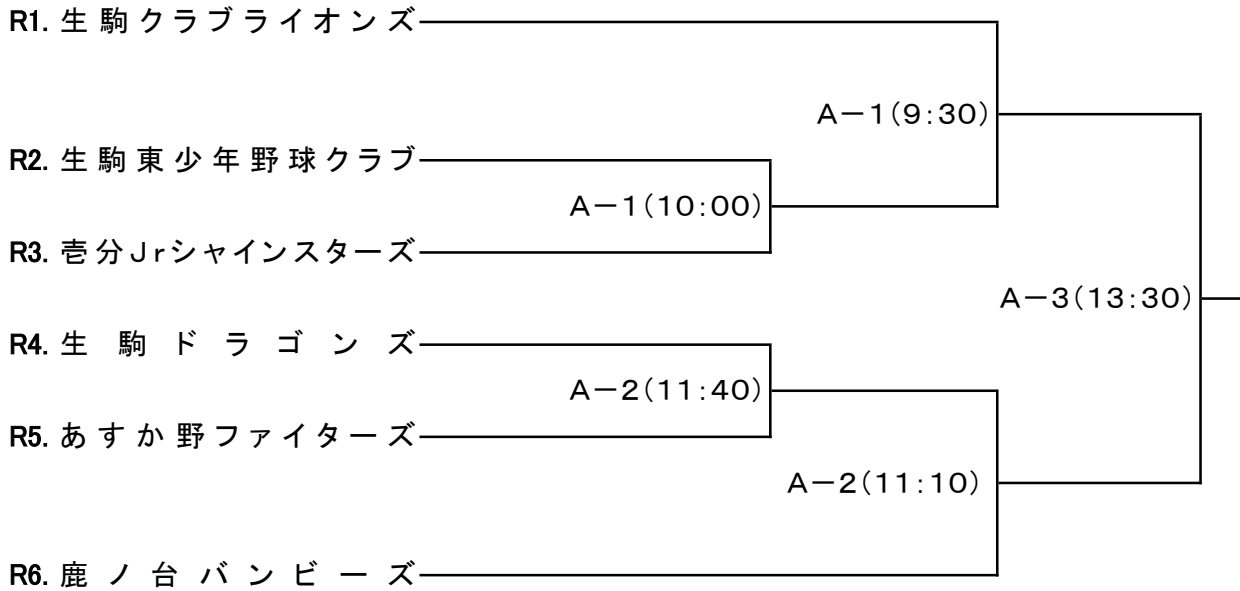 R1. 生駒クラブライオンズ
A－1(9:30)
R2. 生駒東少年野球クラブ
A－1(10:00)
R3. 壱分Jrシャインスターズ
A－3(13:30)
R4. 生駒ドラゴンズ
A－2(11:40)
R5. あすか野ファイターズ
A－2(11:10)
R6. 鹿ノ台バンビーズ